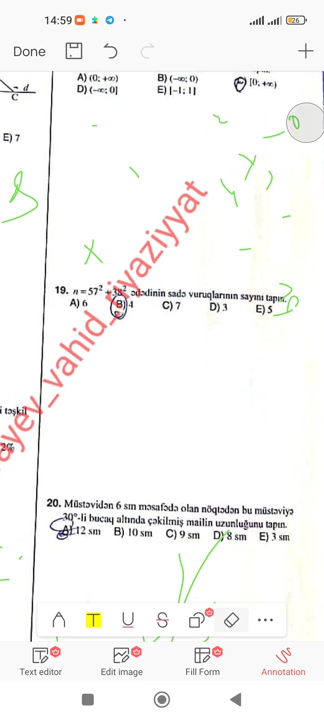 14:59
26
Done
A) (0; +∞) B) (-∞; 0) [0; +∞)
D) (-∞; 0] E) [-1; 1]
d
C
E) 7
19. n = 57² + 38² ədədinin sadə vuruqlarının sayını tapın.
A) 6 B) 4 C) 7 D) 3 E) 5
i təşkil
2%
ayev_vahid_riyaziyyat
20. Müstəvidən 6 sm məsafədə olan nöqtədən bu müstəviyə
30°-li bucaq altında çəkilmiş mailin uzunluğunu tapın.
A) 12 sm B) 10 sm C) 9 sm D) 8 sm E) 3 sm
T U S
Text editor Edit image Fill Form Annotation